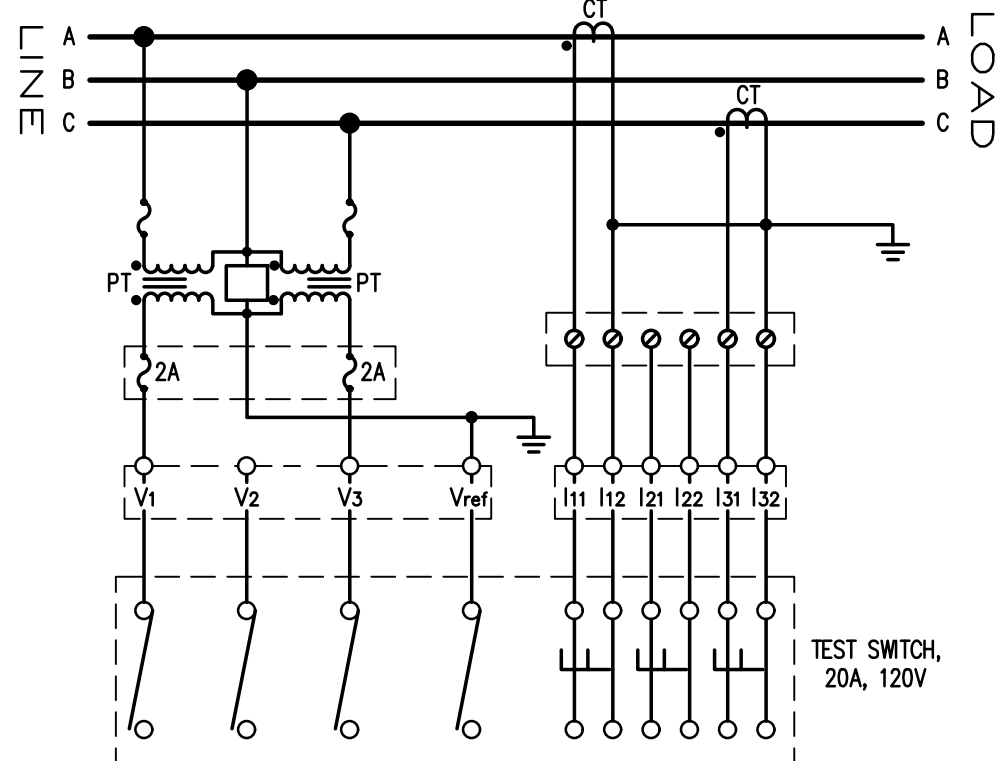 CT
LINE
A
A
LOAD
B
B
CT
C
C
PT
PT
2A
2A
V1
V2
V3
Vref
I11
I12
I21
I22
I31
I32
TEST SWITCH,
20A, 120V